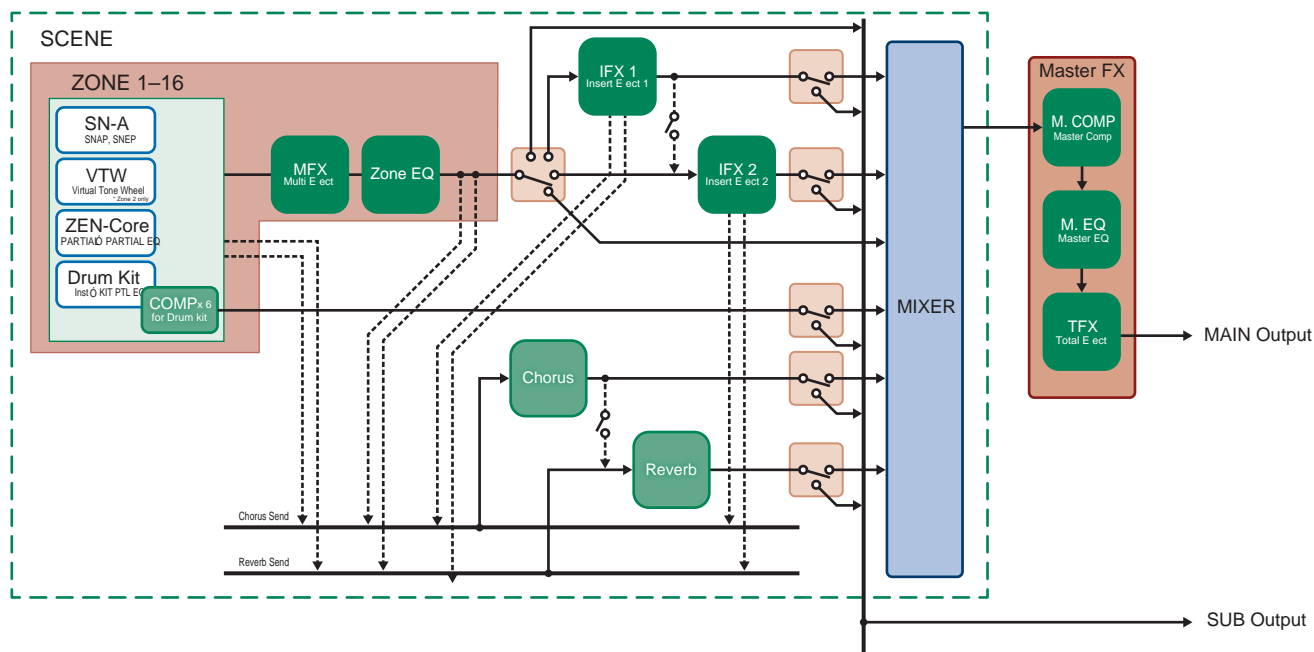 SCENE
ZONE 1–16
SN-A
SNAP, SNEP
VTW
Virtual Tone Wheel
* Zone 2 only
ZEN-Core
PARTIALÓ PARTIAL EQ
Drum Kit
InstÓ KIT PTL EQ
COMP x 6
for Drum kit
MFX
Multi E ect
Zone EQ
IFX 1
Insert E ect 1
IFX 2
Insert E ect 2
Chorus
Reverb
Chorus Send
Reverb Send
MIXER
Master FX
M. COMP
Master Comp
M. EQ
Master EQ
TFX
Total E ect
MAIN Output
SUB Output